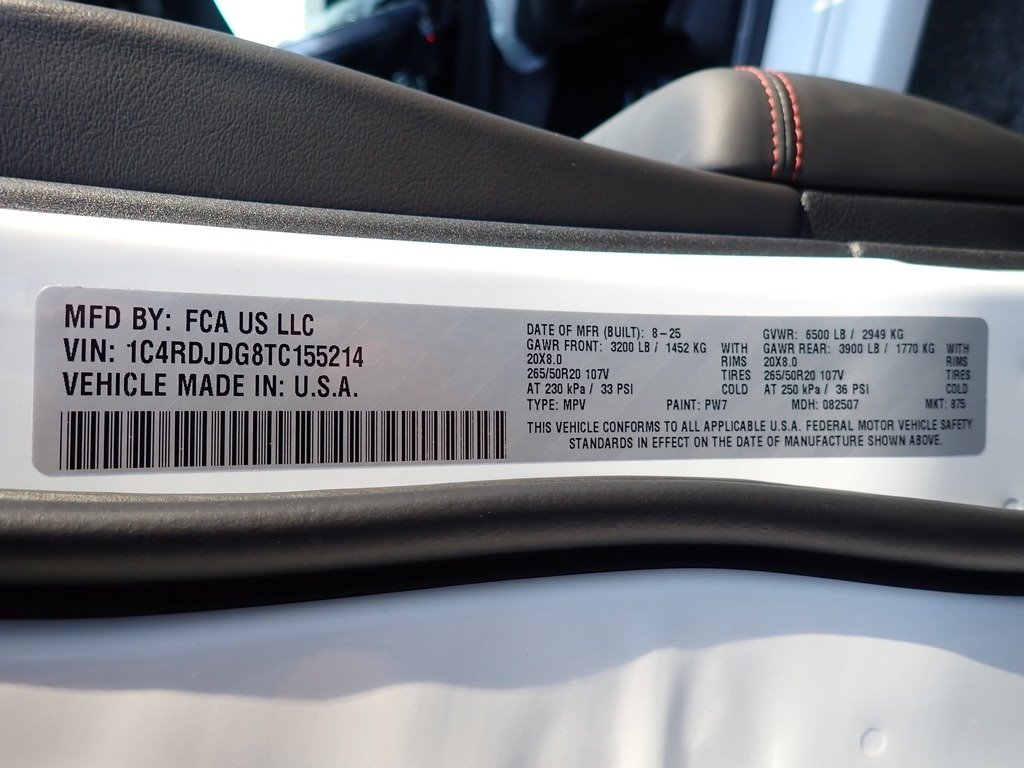 MFD BY: FCA US LLC
VIN: 1C4RDJDG8TC155214
VEHICLE MADE IN: U.S.A.
DATE OF MFR (BUILT): 8-25
GAWR FRONT: 3200 LB / 1452 KG WITH
20X8.0 RIMS
265/50R20 107V TIRES
AT 230 kPa / 33 PSI COLD
GVWR: 6500 LB / 2949 KG
GAWR REAR: 3900 LB / 1770 KG WITH
20X8.0 RIMS
265/50R20 107V TIRES
AT 250 kPa / 36 PSI COLD
TYPE: MPV PAINT: PW7 MDH: 082507 MKT: 875
THIS VEHICLE CONFORMS TO ALL APPLICABLE U.S.A. FEDERAL MOTOR VEHICLE SAFETY
STANDARDS IN EFFECT ON THE DATE OF MANUFACTURE SHOWN ABOVE.